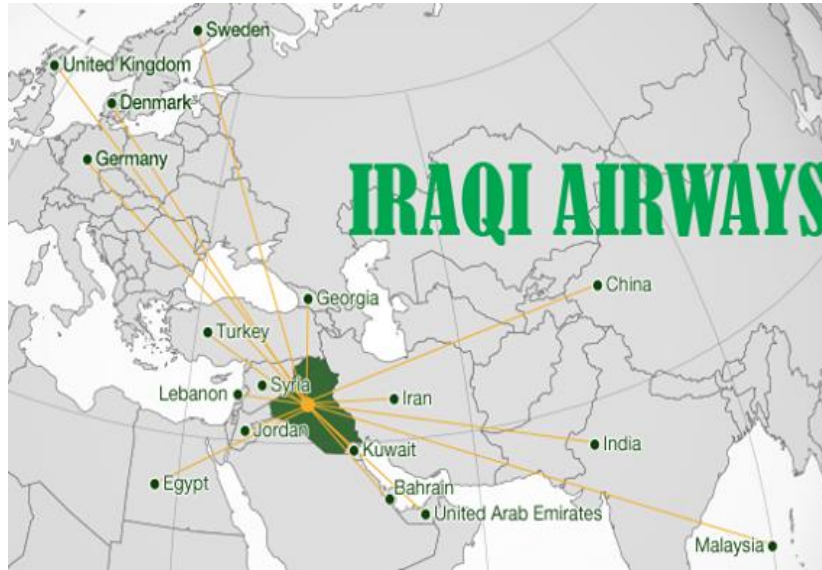 Sweden
United Kingdom
Denmark
Germany
IRAQI AIRWAYS
China
Georgia
Turkey
Syria
Lebanon
Iran
Jordan
Kuwait
India
Egypt
Bahrain
United Arab Emirates
Malaysia